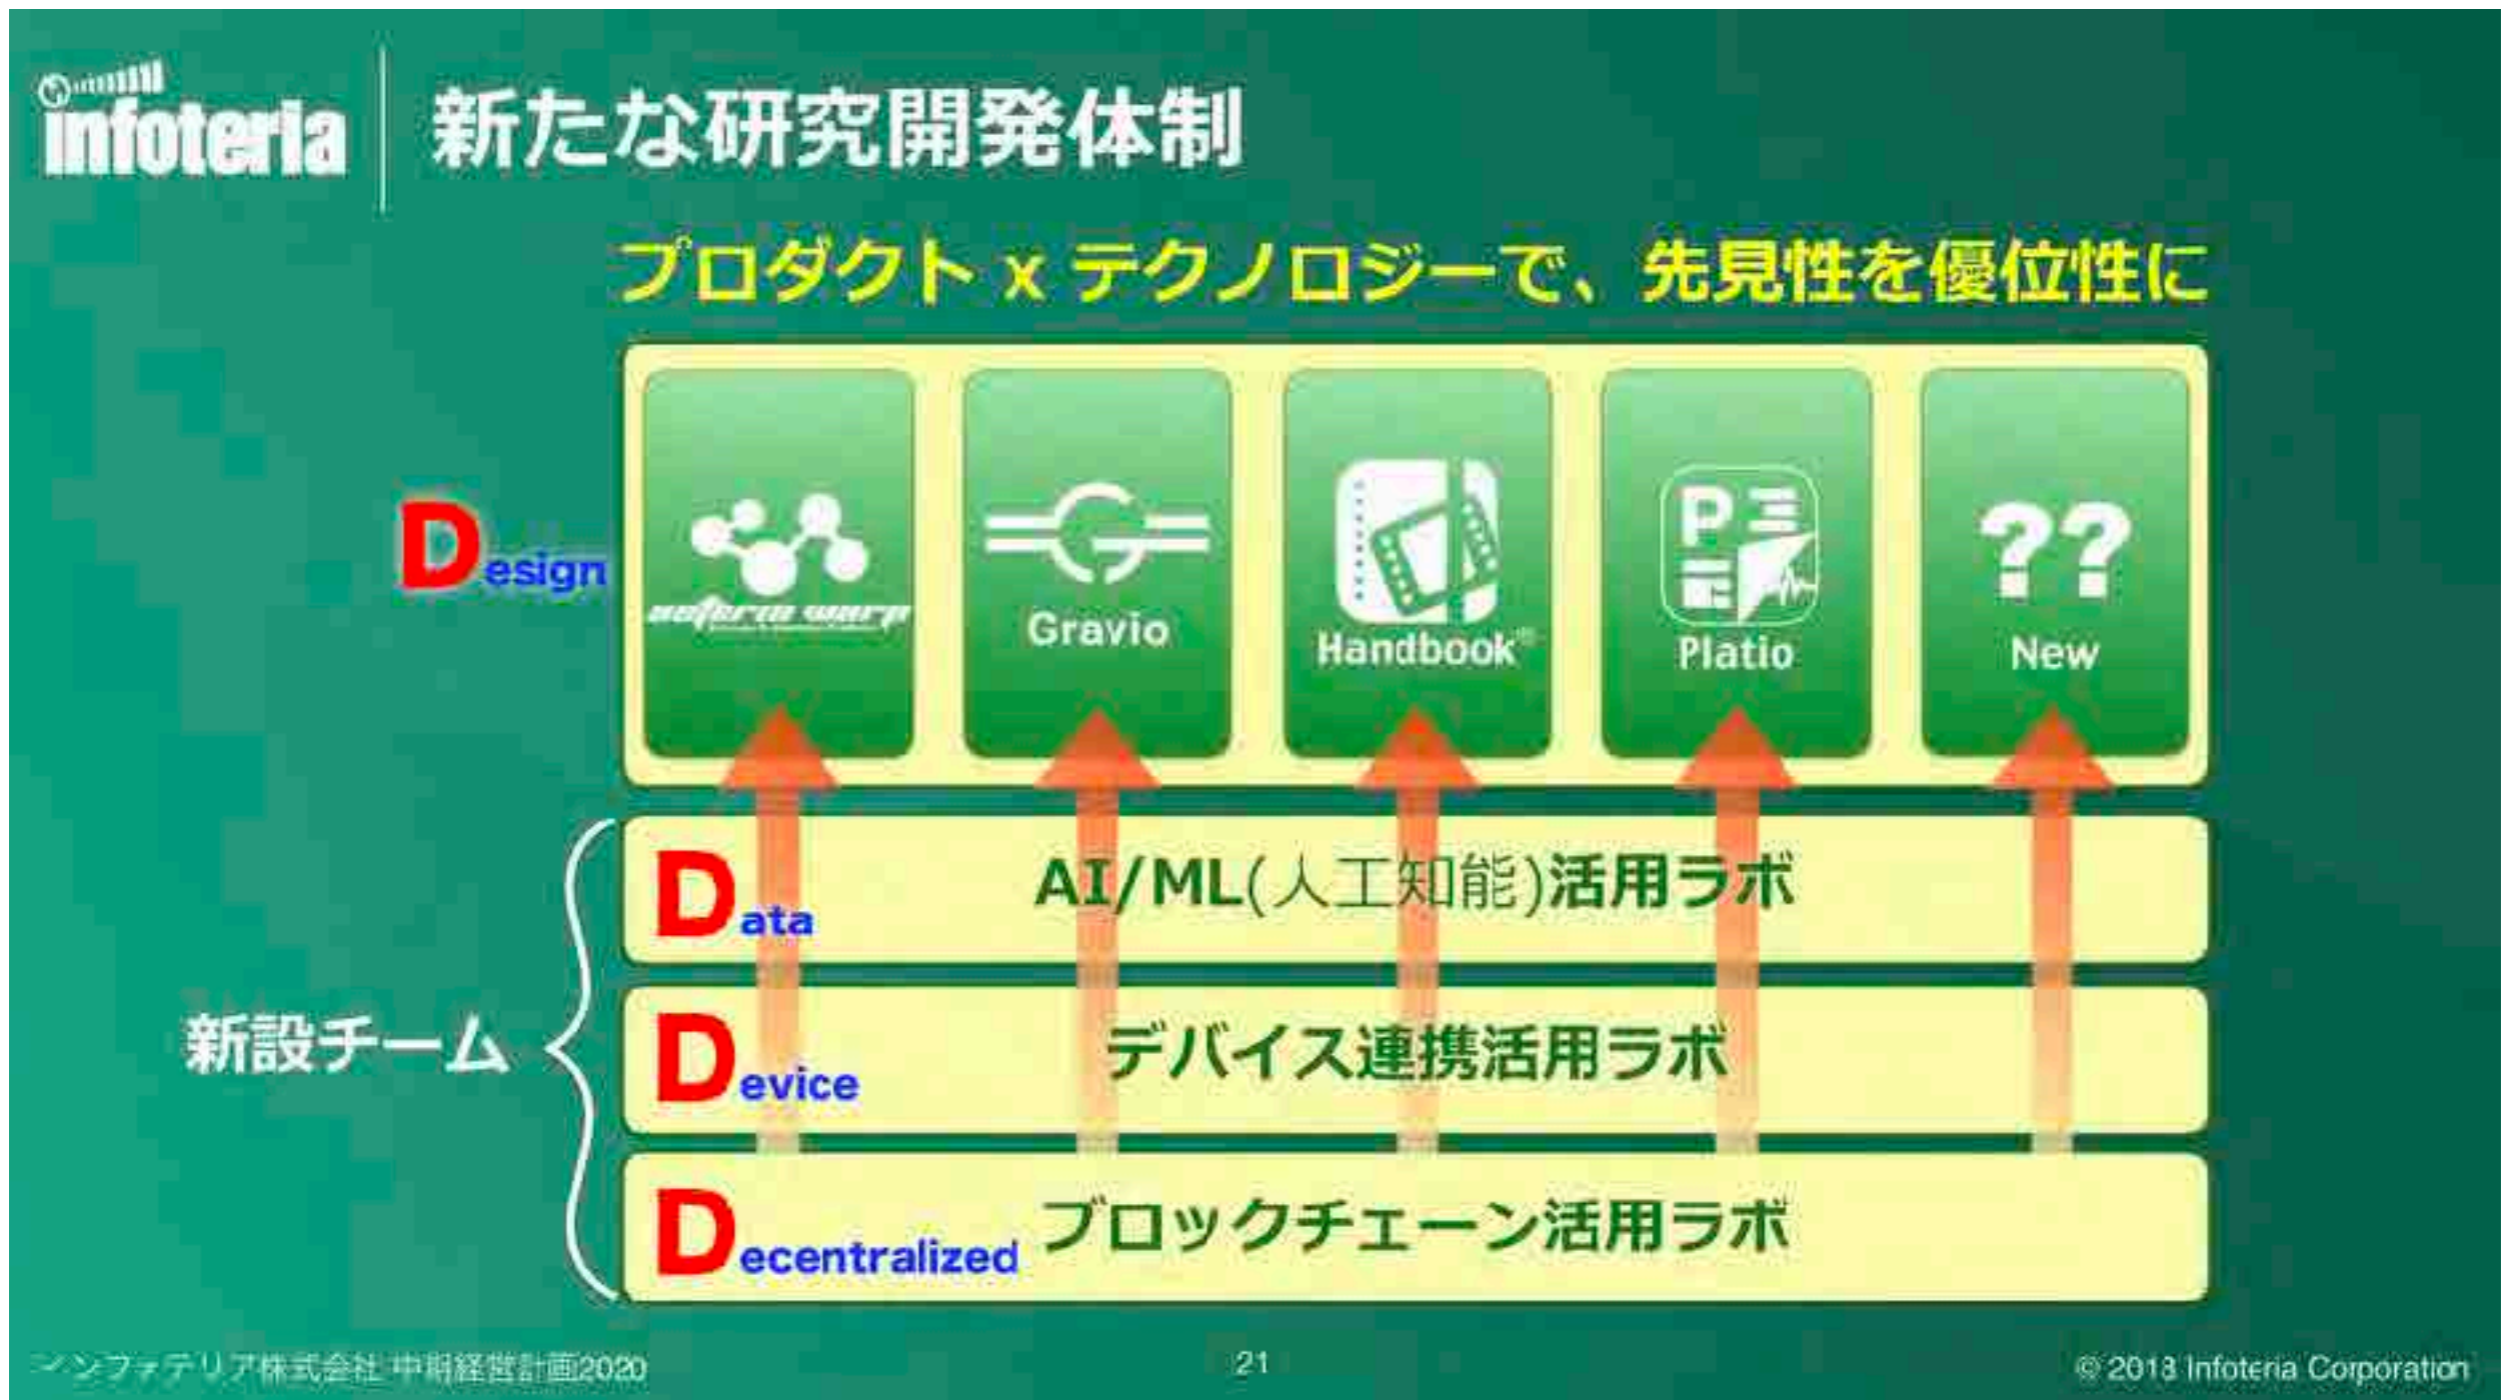 infoteria
新たな研究開発体制
プロダクト x テクノロジーで、先見性を優位性に
Design
asteria warp
Gravio
Handbook®
Platio
??
New
新設チーム
Data
AI/ML(人工知能)活用ラボ
Device
デバイス連携活用ラボ
Decentralized
ブロックチェーン活用ラボ
インフォテリア株式会社 中期経営計画2020
21
© 2018 Infoteria Corporation